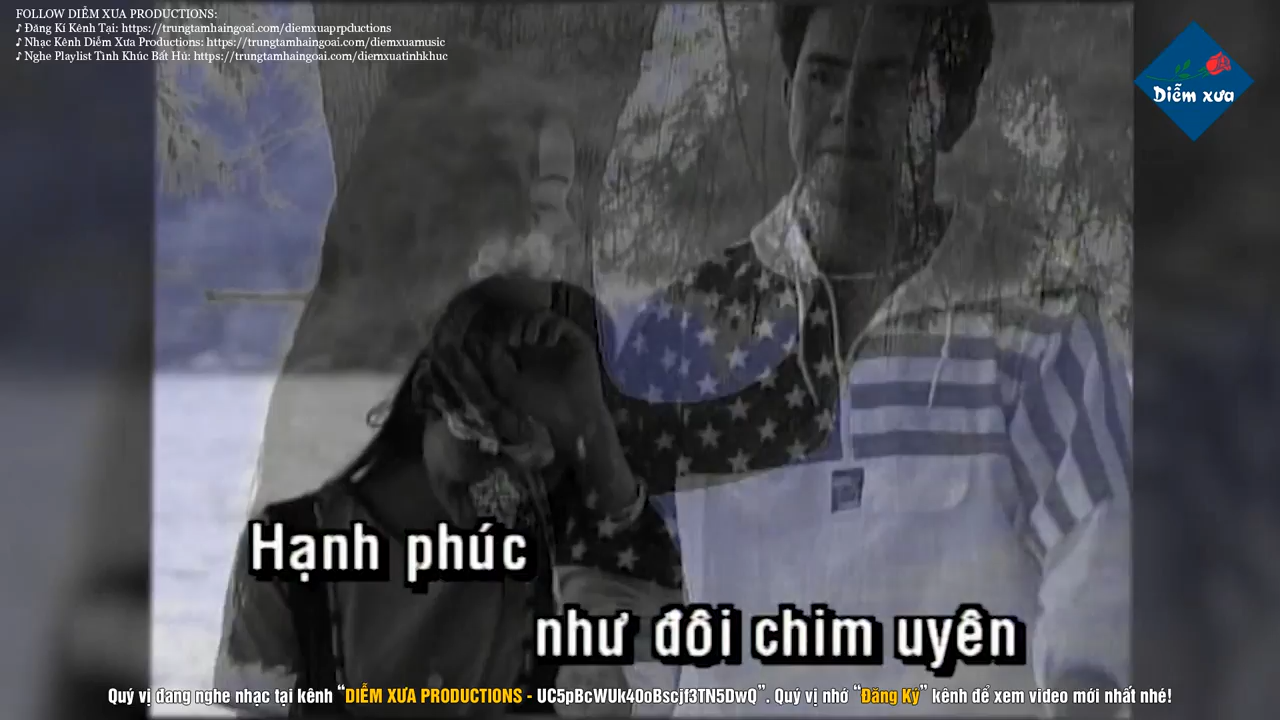 FOLLOW DIỄM XUA PRODUCTIONS:
♪ Đăng Kí Kênh Tại: https://trungtamhaingoai.com/diemxuaprpductions
♪ Nhạc Kênh Diễm Xưa Productions: https://trungtamhaingoai.com/diemxuamusic
♪ Nghe Playlist Tình Khúc Bất Hủ: https://trungtamhaingoai.com/diemxuatinhkhuc
Diễm xưa
Hạnh phúc
như đôi chim uyên
Quý vị đang nghe nhạc tại kênh “DIỄM XƯA PRODUCTIONS - UC5pBcWUk40oBscjf3TN5DwQ”. Quý vị nhớ “Đăng Ký” kênh để xem video mới nhất nhé!